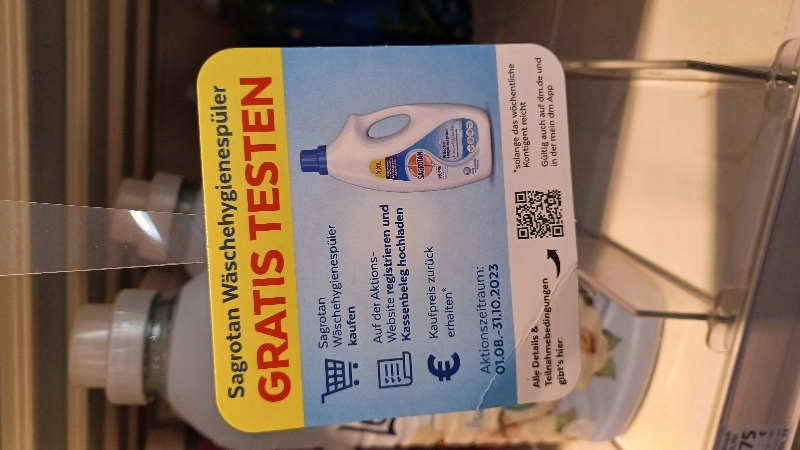 Sagrotan Wäschehygienespüler
GRATIS TESTEN
Sagrotan
Wäschehygienespüler
kaufen
Auf der Aktions-
Website registrieren und
Kassenbeleg hochladen
Kaufpreis zurück
erhalten*
Aktionszeitraum:
01.08.-31.10.2023
XXL
SAGROTAN
Alle Details &
Teilnahmebedingungen
gibt's hier:
*solange das wöchentliche
Kontigent reicht
Gültig auch auf dm.de und
in der mein dm App
75